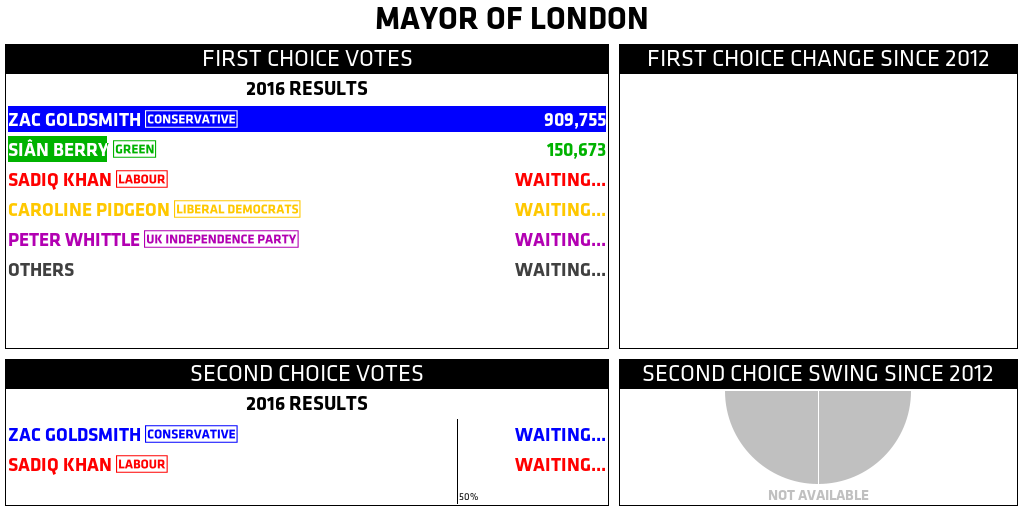 MAYOR OF LONDON
FIRST CHOICE VOTES
2016 RESULTS
ZAC GOLDSMITH CONSERVATIVE 909,755
SIÂN BERRY GREEN 150,673
SADIQ KHAN LABOUR WAITING...
CAROLINE PIDGEON LIBERAL DEMOCRATS WAITING...
PETER WHITTLE UK INDEPENDENCE PARTY WAITING...
OTHERS WAITING...
FIRST CHOICE CHANGE SINCE 2012
SECOND CHOICE VOTES
2016 RESULTS
ZAC GOLDSMITH CONSERVATIVE WAITING...
SADIQ KHAN LABOUR WAITING...
50%
SECOND CHOICE SWING SINCE 2012
NOT AVAILABLE